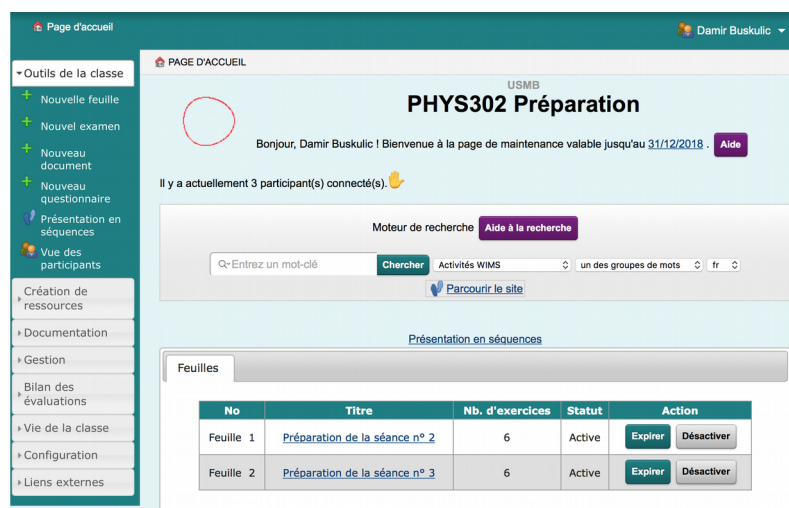 Page d'accueil
Damir Buskulic
PAGE D'ACCUEIL
Outils de la classe
Nouvelle feuille
Nouvel examen
Nouveau
document
Nouveau
questionnaire
Présentation en
séquences
Vue des
participants
Création de
ressources
Documentation
Gestion
Bilan des
évaluations
Vie de la classe
Configuration
Liens externes
USMB
PHYS302 Préparation
Bonjour, Damir Buskulic ! Bienvenue à la page de maintenance valable jusqu'au 31/12/2018 . Aide
Il y a actuellement 3 participant(s) connecté(s).
Moteur de recherche Aide à la recherche
Entrez un mot-clé Chercher Activités WIMS un des groupes de mots fr
Parcourir le site
Présentation en séquences
Feuilles
No Titre Nb. d'exercices Statut Action
Feuille 1 Préparation de la séance n° 2 6 Active Expirer Désactiver
Feuille 2 Préparation de la séance n° 3 6 Active Expirer Désactiver